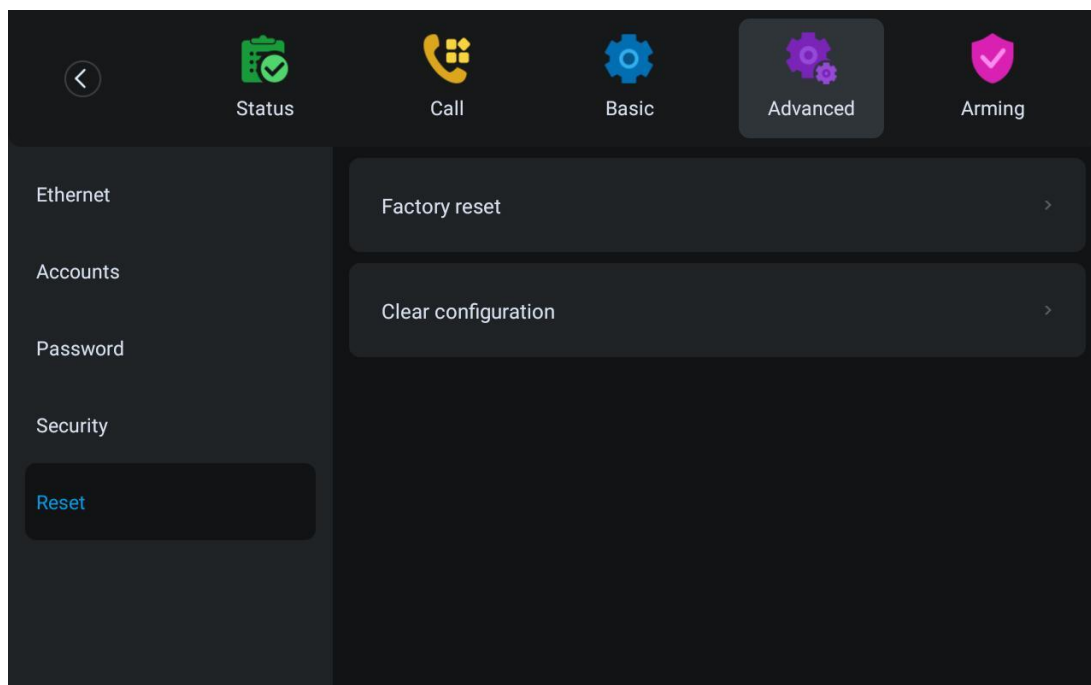 Status
Call
Basic
Advanced
Arming
Ethernet
Accounts
Password
Security
Reset
Factory reset
Clear configuration